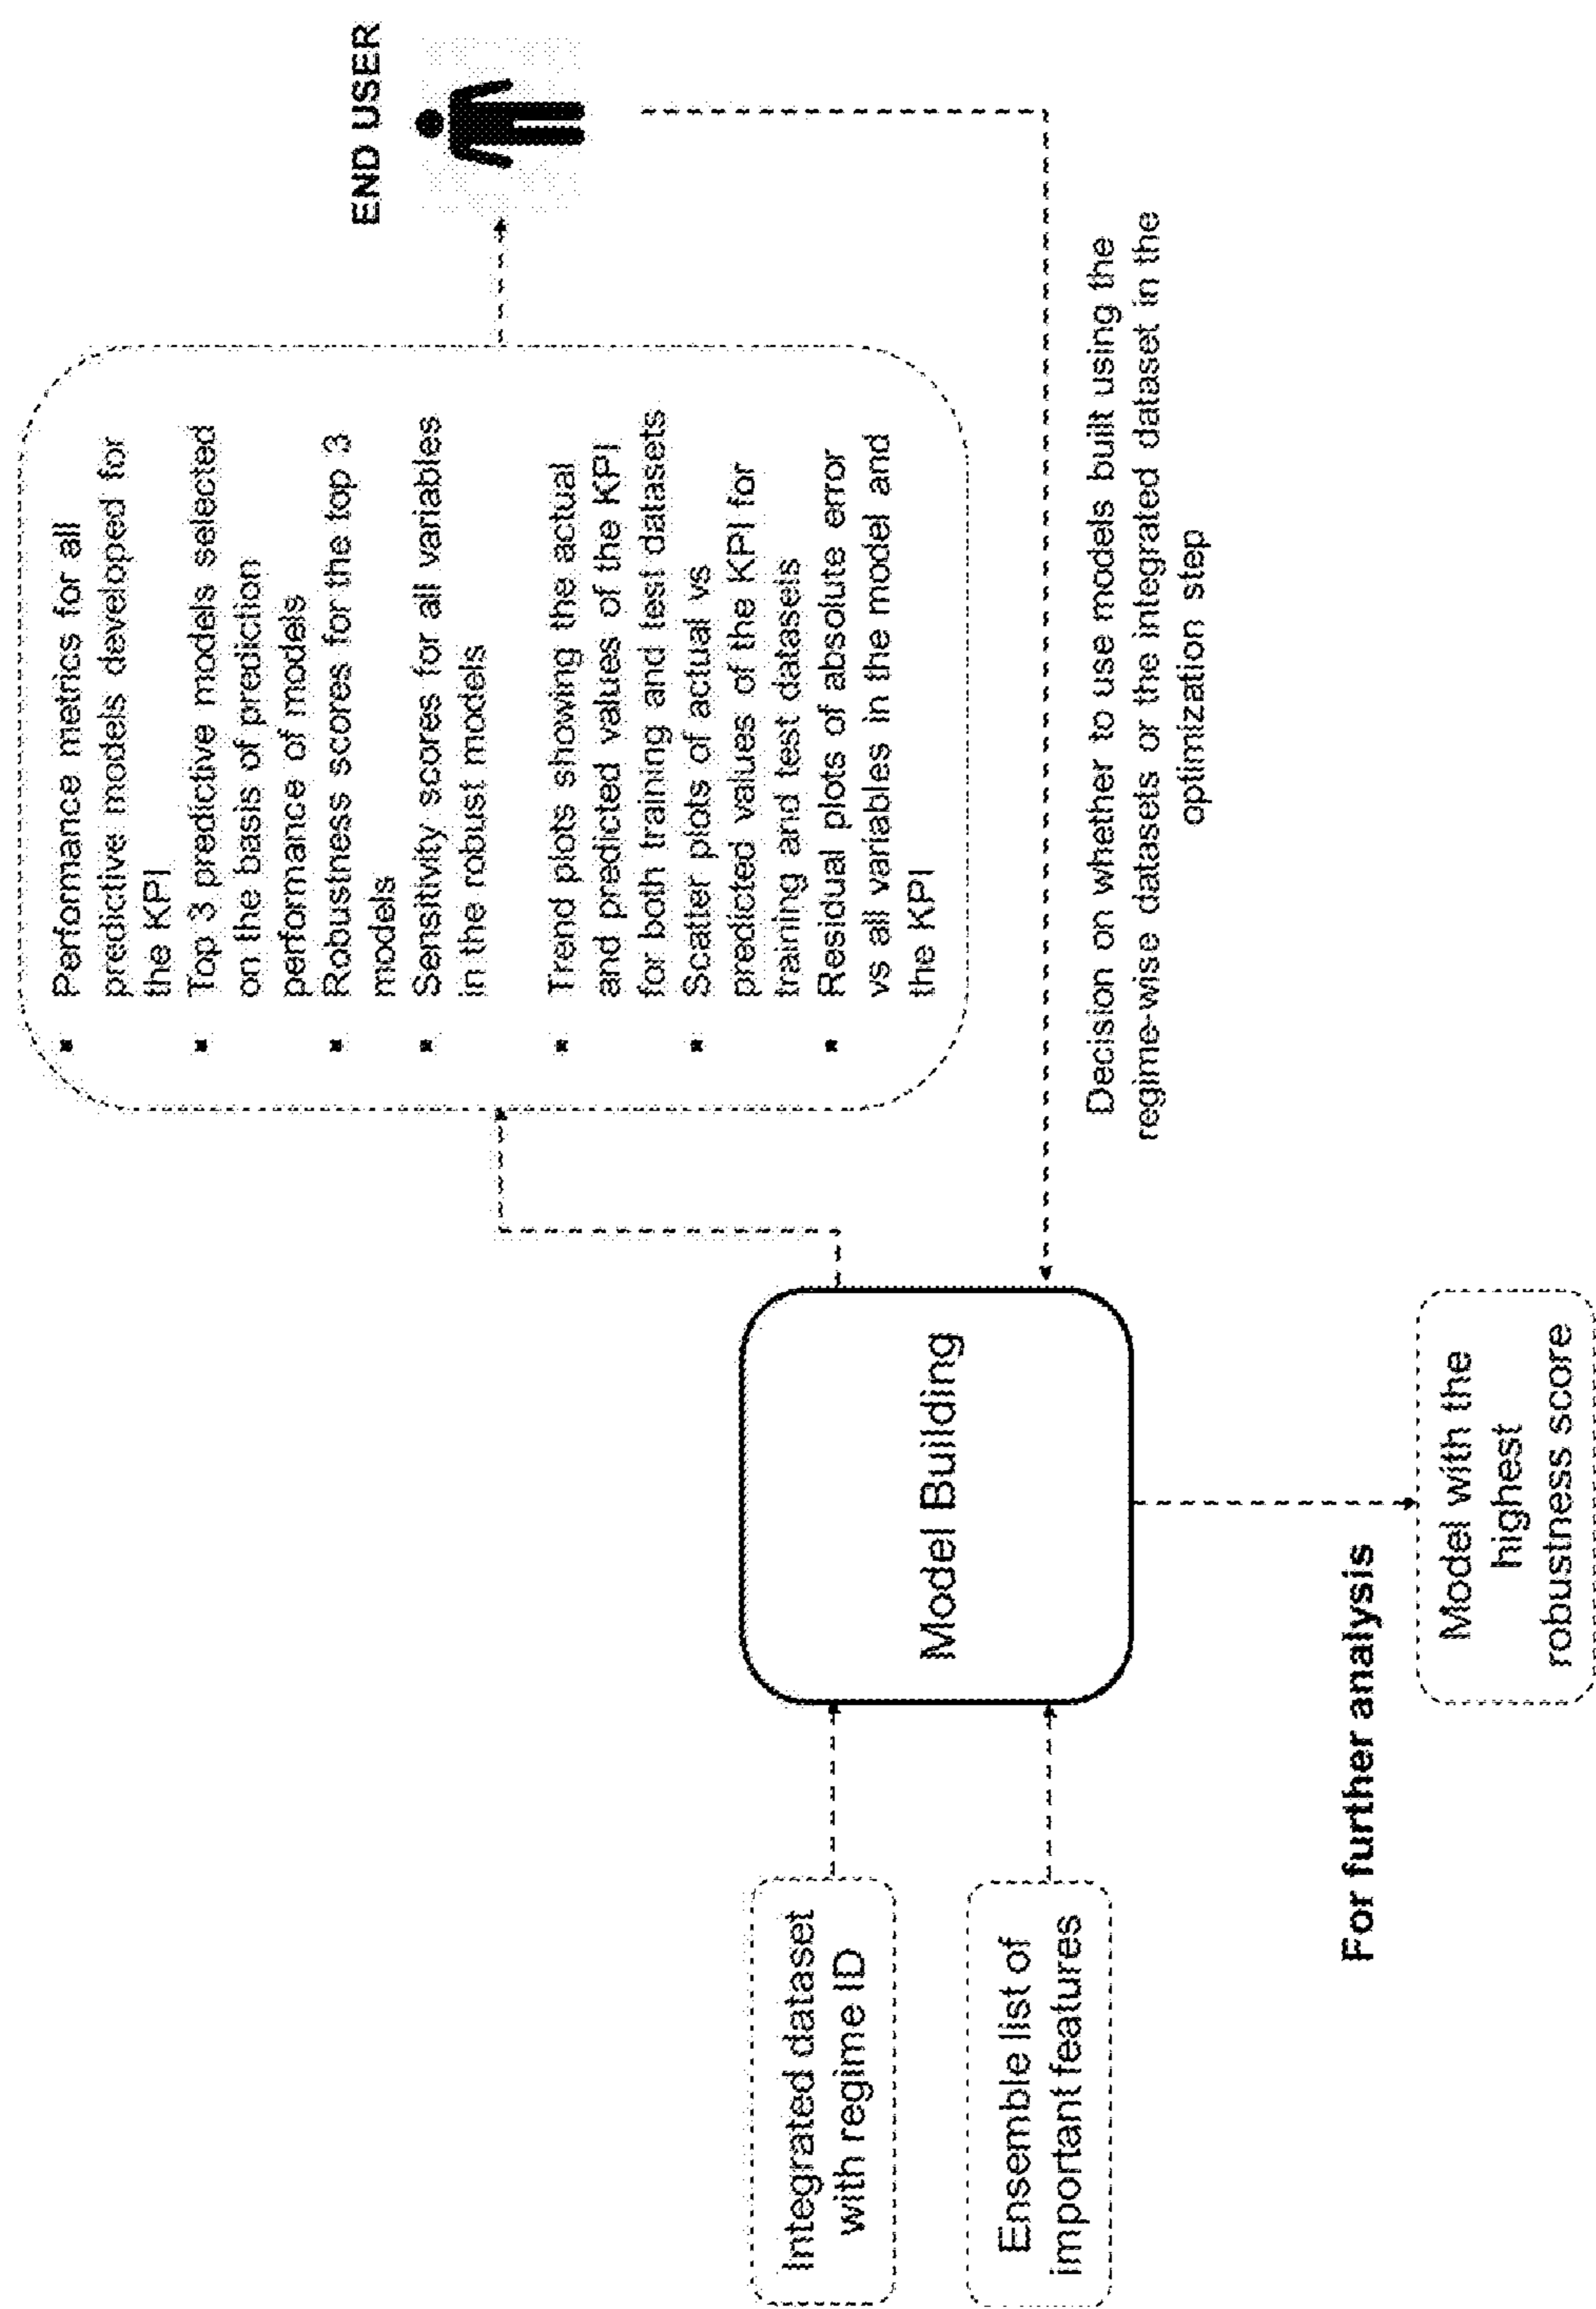 Integrated dataset
with regime ID
Ensemble list of
important features
Model Building
For further analysis
Model with the
highest
robustness score
Performance metrics for all
predictive models developed for
the KPI
Top 3 predictive models selected
on the basis of prediction
performance of models
Robustness scores for the top 3
models
Sensitivity scores for all variables
in the robust models
Trend plots showing the actual
and predicted values of the KPI
for both training and test datasets
Scatter plots of actual vs
predicted values of the KPI for
training and test datasets
Residual plots of absolute error
vs all variables in the model and
the KPI
END USER
Decision on whether to use models built using the
regime-wise datasets or the integrated dataset in the
optimization step